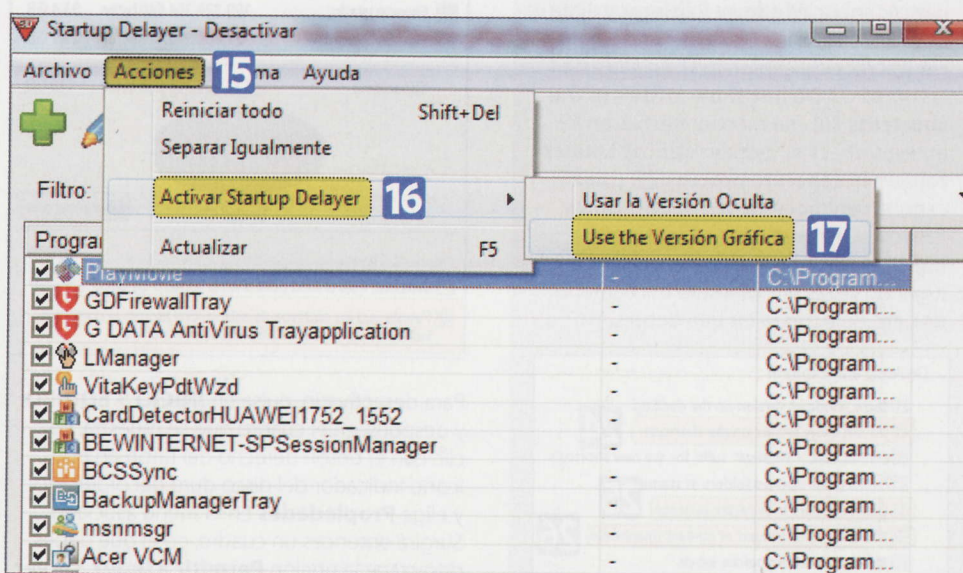 Startup Delayer - Desactivar
Archivo Acciones 15 ma Ayuda
Reiniciar todo Shift+Del
Separar Igualmente
Filtro:
Activar Startup Delayer 16
Usar la Versión Oculta
Use the Versión Gráfica 17
Actualizar F5
Progra
PlayMovie - C:\Program...
GDFirewallTray - C:\Program...
G DATA AntiVirus Trayapplication - C:\Program...
LManager - C:\Program...
VitaKeyPdtWzd - C:\Program...
CardDetectorHUAWEI1752_1552 - C:\Program...
BEWINTERNET-SPSessionManager - C:\Program...
BCSSync - C:\Program...
BackupManagerTray - C:\Program...
msnmsgr - C:\Program...
Acer VCM - C:\Program...